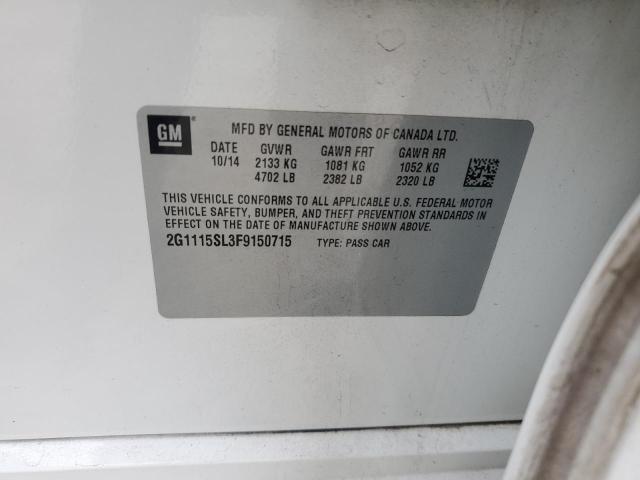 GM
MFD BY GENERAL MOTORS OF CANADA LTD.
DATE GVWR GAWR FRT GAWR RR
10/14 2133 KG 1081 KG 1052 KG
4702 LB 2382 LB 2320 LB
THIS VEHICLE CONFORMS TO ALL APPLICABLE U.S. FEDERAL MOTOR
VEHICLE SAFETY, BUMPER, AND THEFT PREVENTION STANDARDS IN
EFFECT ON THE DATE OF MANUFACTURE SHOWN ABOVE.
2G1115SL3F9150715 TYPE: PASS CAR